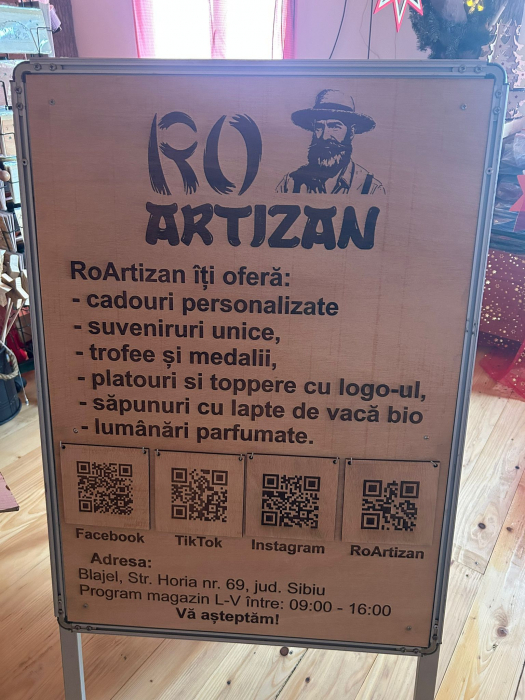 RO
ARTIZAN
RoArtizan îți oferă:
- cadouri personalizate
- suveniruri unice,
- trofee și medalii,
- platouri si toppere cu logo-ul,
- săpunuri cu lapte de vacă bio
- lumânări parfumate.
Facebook TikTok Instagram RoArtizan
Adresa:
Blajel, Str. Horia nr. 69, jud. Sibiu
Program magazin L-V între: 09:00 - 16:00
Vă așteptăm!